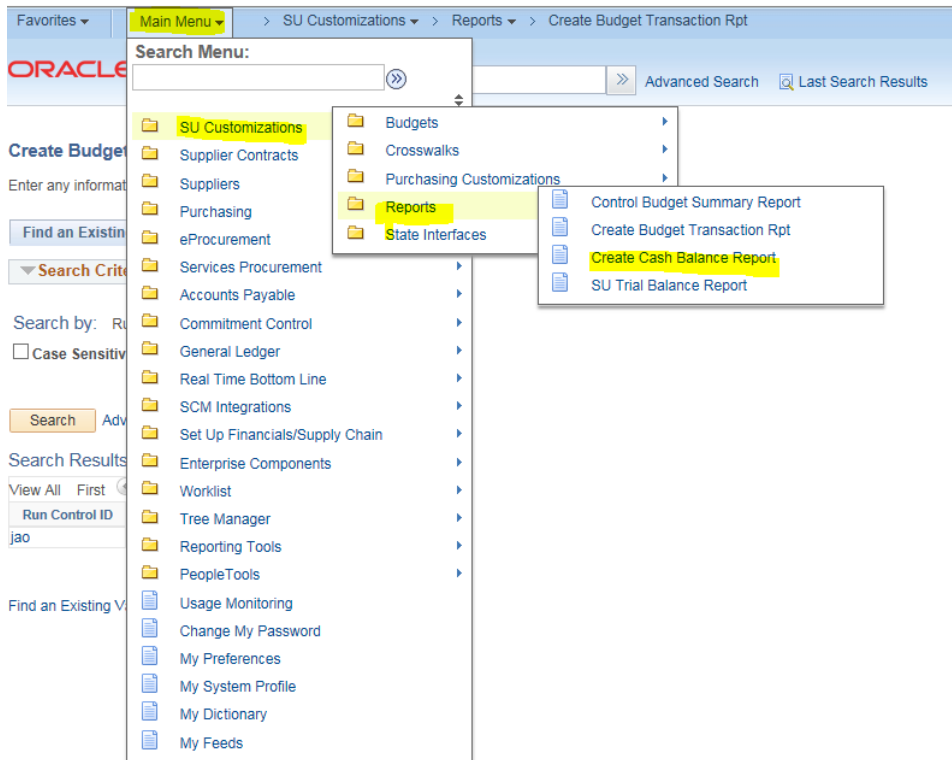 Favorites Main Menu > SU Customizations > Reports > Create Budget Transaction Rpt
Search Menu:
ORACLE
Advanced Search Last Search Results
SU Customizations
Supplier Contracts
Suppliers
Purchasing
eProcurement
Services Procurement
Accounts Payable
Commitment Control
General Ledger
Real Time Bottom Line
SCM Integrations
Set Up Financials/Supply Chain
Enterprise Components
Worklist
Tree Manager
Reporting Tools
PeopleTools
Usage Monitoring
Change My Password
My Preferences
My System Profile
My Dictionary
My Feeds
Budgets
Crosswalks
Purchasing Customizations
Reports
State Interfaces
Control Budget Summary Report
Create Budget Transaction Rpt
Create Cash Balance Report
SU Trial Balance Report
Create Budget
Enter any informat
Find an Existin
Search Crite
Search by: Ru
Case Sensitiv
Search Adv
Search Results
View All First
Run Control ID
jao
Find an Existing V